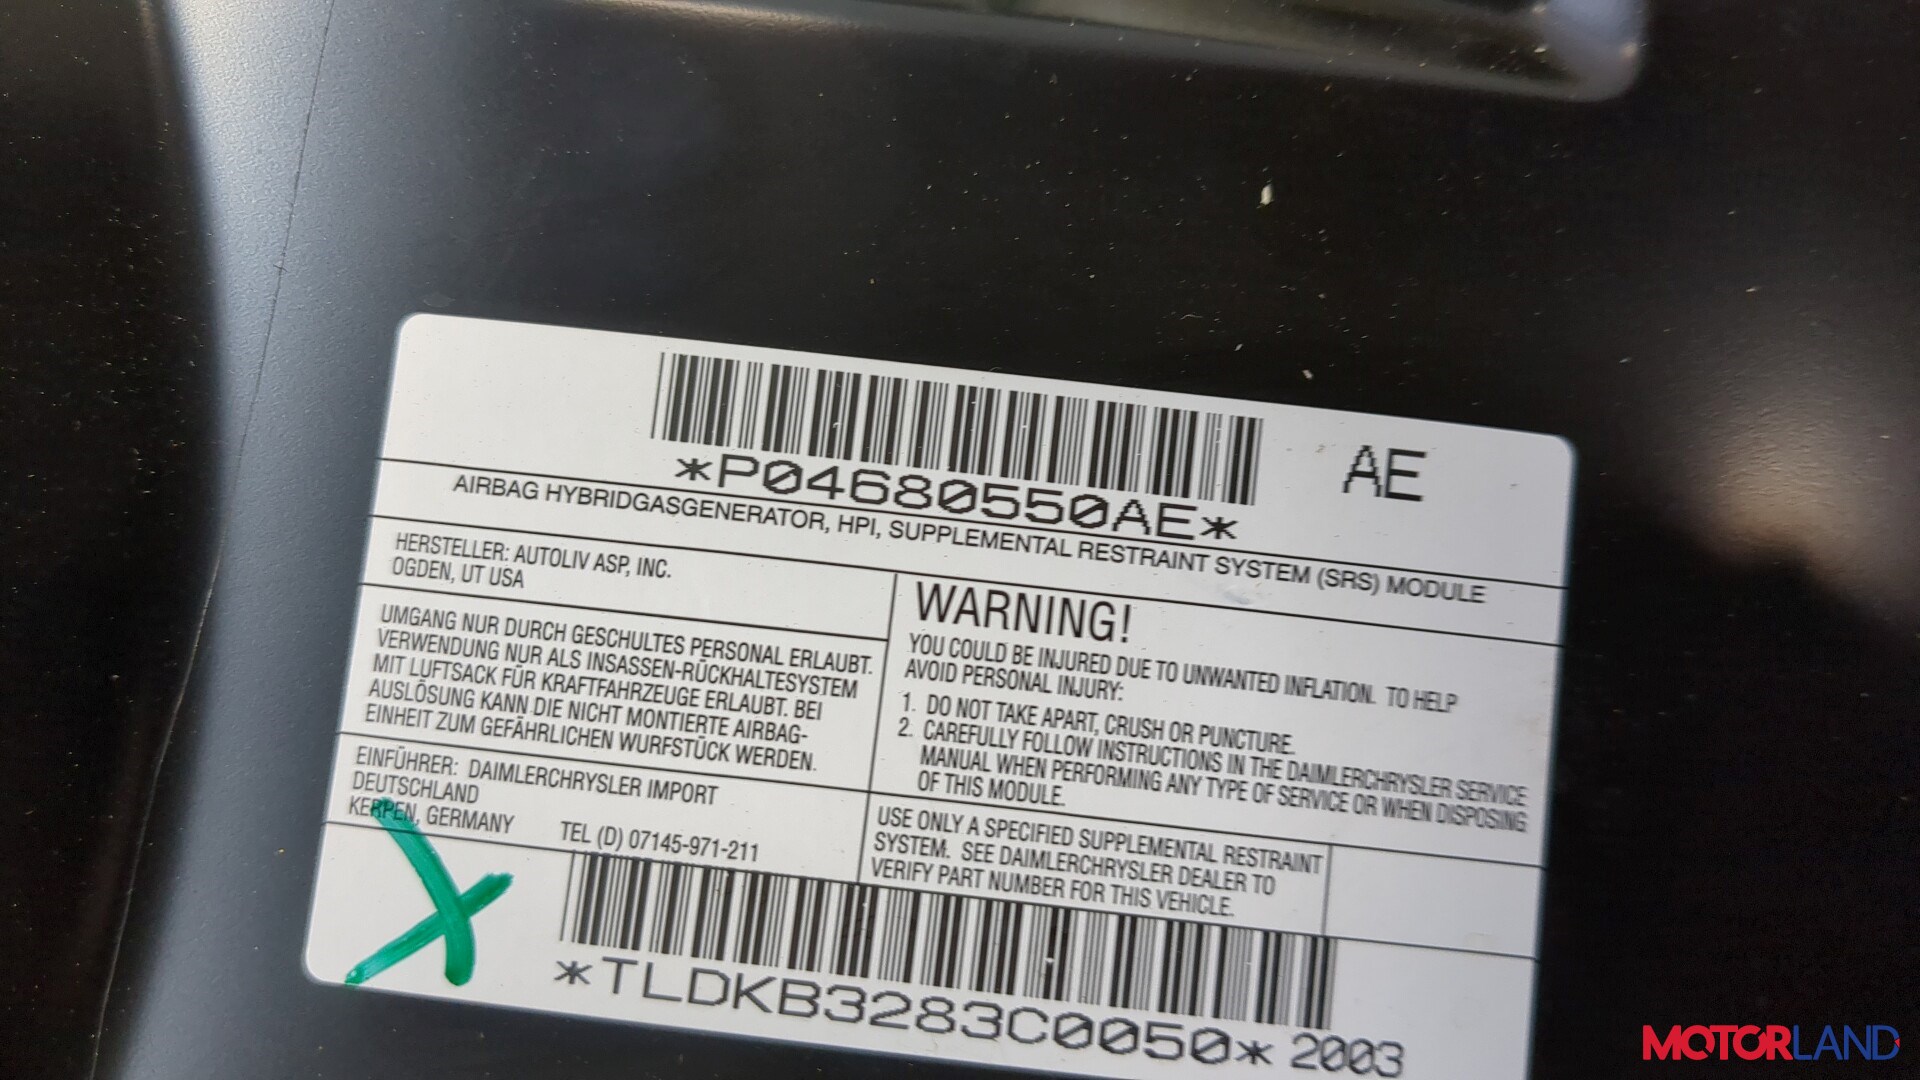 *P04680550AE*
AE
AIRBAG HYBRIDGASGENERATOR, HPI, SUPPLEMENTAL RESTRAINT SYSTEM (SRS) MODULE
HERSTELLER: AUTOLIV ASP, INC.
OGDEN, UT USA
UMGANG NUR DURCH GESCHULTES PERSONAL ERLAUBT.
VERWENDUNG NUR ALS INSASSEN-RÜCKHALTESYSTEM
MIT LUFTSACK FÜR KRAFTFAHRZEUGE ERLAUBT. BEI
AUSLÖSUNG KANN DIE NICHT MONTIERTE AIRBAG-
EINHEIT ZUM GEFÄHRLICHEN WURFSTÜCK WERDEN.
EINFÜHRER: DAIMLERCHRYSLER IMPORT
DEUTSCHLAND
KERPEN, GERMANY
TEL (D) 07145-971-211
WARNING!
YOU COULD BE INJURED DUE TO UNWANTED INFLATION. TO HELP
AVOID PERSONAL INJURY:
1. DO NOT TAKE APART, CRUSH OR PUNCTURE.
2. CAREFULLY FOLLOW INSTRUCTIONS IN THE DAIMLERCHRYSLER SERVICE
MANUAL WHEN PERFORMING ANY TYPE OF SERVICE OR WHEN DISPOSING
OF THIS MODULE.
USE ONLY A SPECIFIED SUPPLEMENTAL RESTRAINT
SYSTEM. SEE DAIMLERCHRYSLER DEALER TO
VERIFY PART NUMBER FOR THIS VEHICLE.
*TLDKB3283C0050* 2003
MOTORLAND